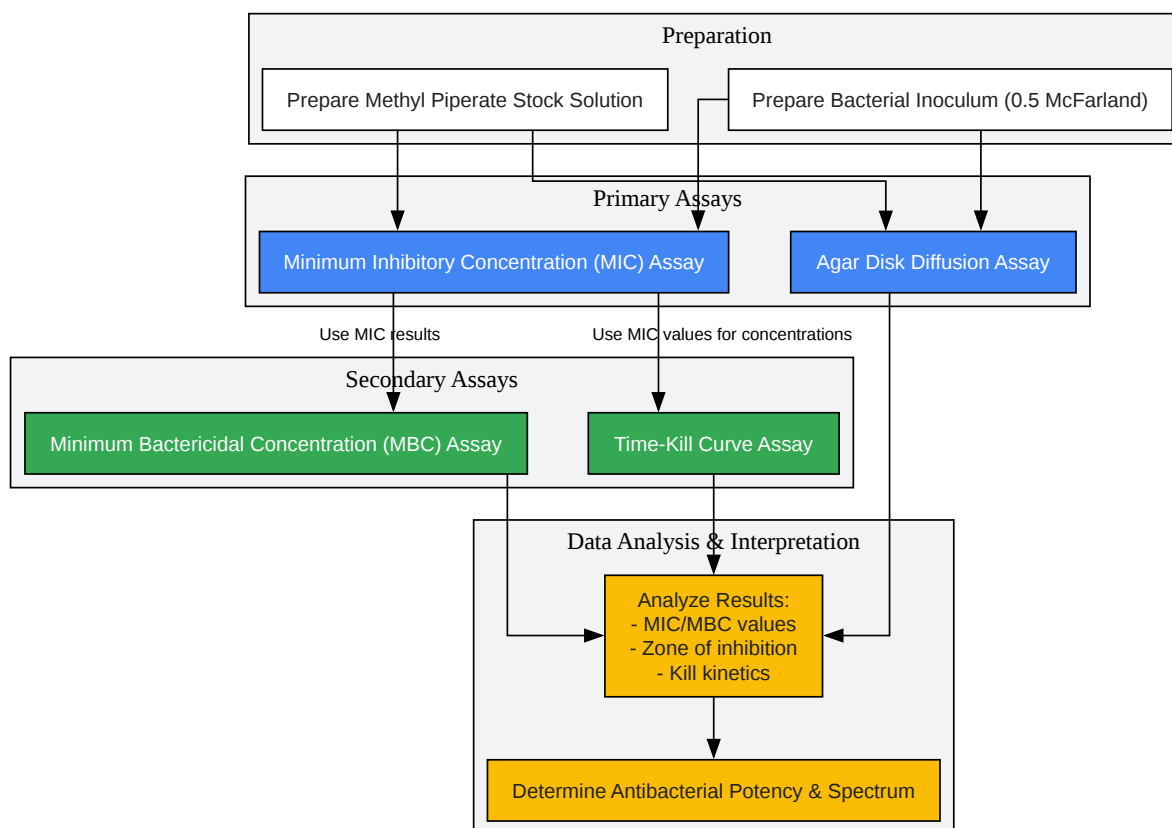 Preparation
Prepare Methyl Piperate Stock Solution
Prepare Bacterial Inoculum (0.5 McFarland)
Primary Assays
Minimum Inhibitory Concentration (MIC) Assay
Agar Disk Diffusion Assay
Use MIC results
Use MIC values for concentrations
Secondary Assays
Minimum Bactericidal Concentration (MBC) Assay
Time-Kill Curve Assay
Data Analysis & Interpretation
Analyze Results:
- MIC/MBC values
- Zone of inhibition
- Kill kinetics
Determine Antibacterial Potency & Spectrum